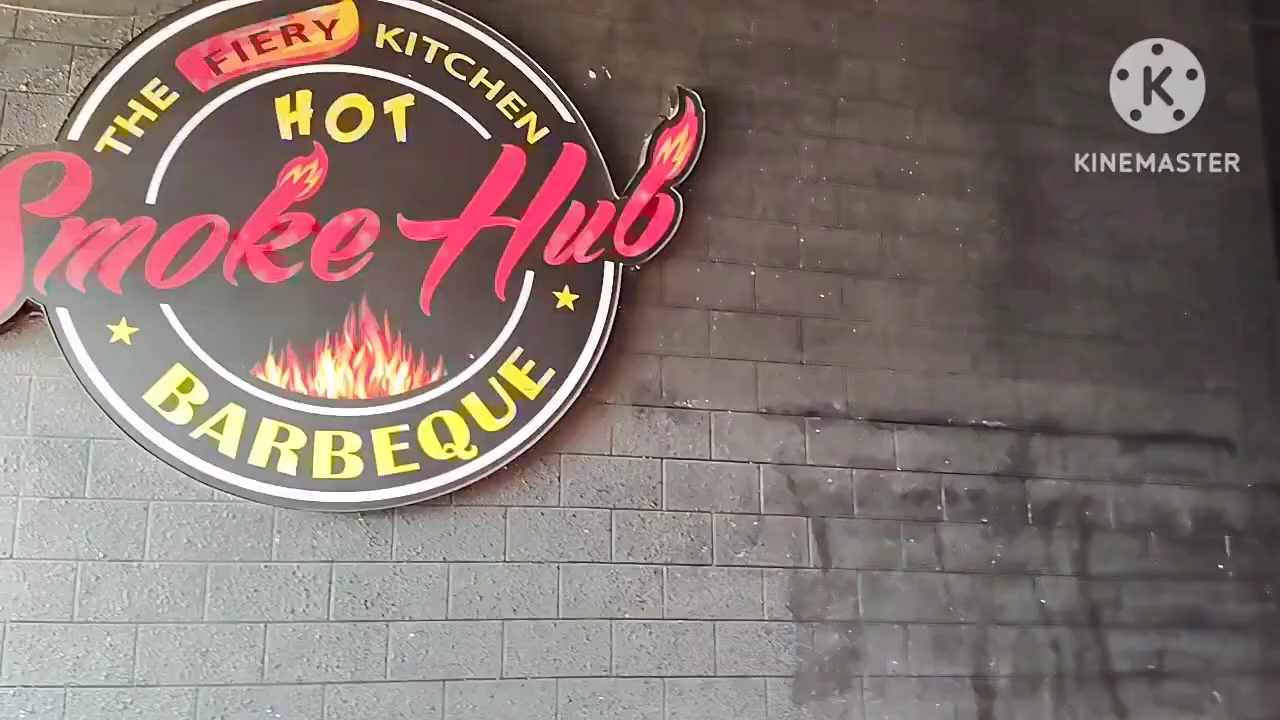 THE FIERY KITCHEN
HOT
Smoke Hub
BARBEQUE
K
KINEMASTER